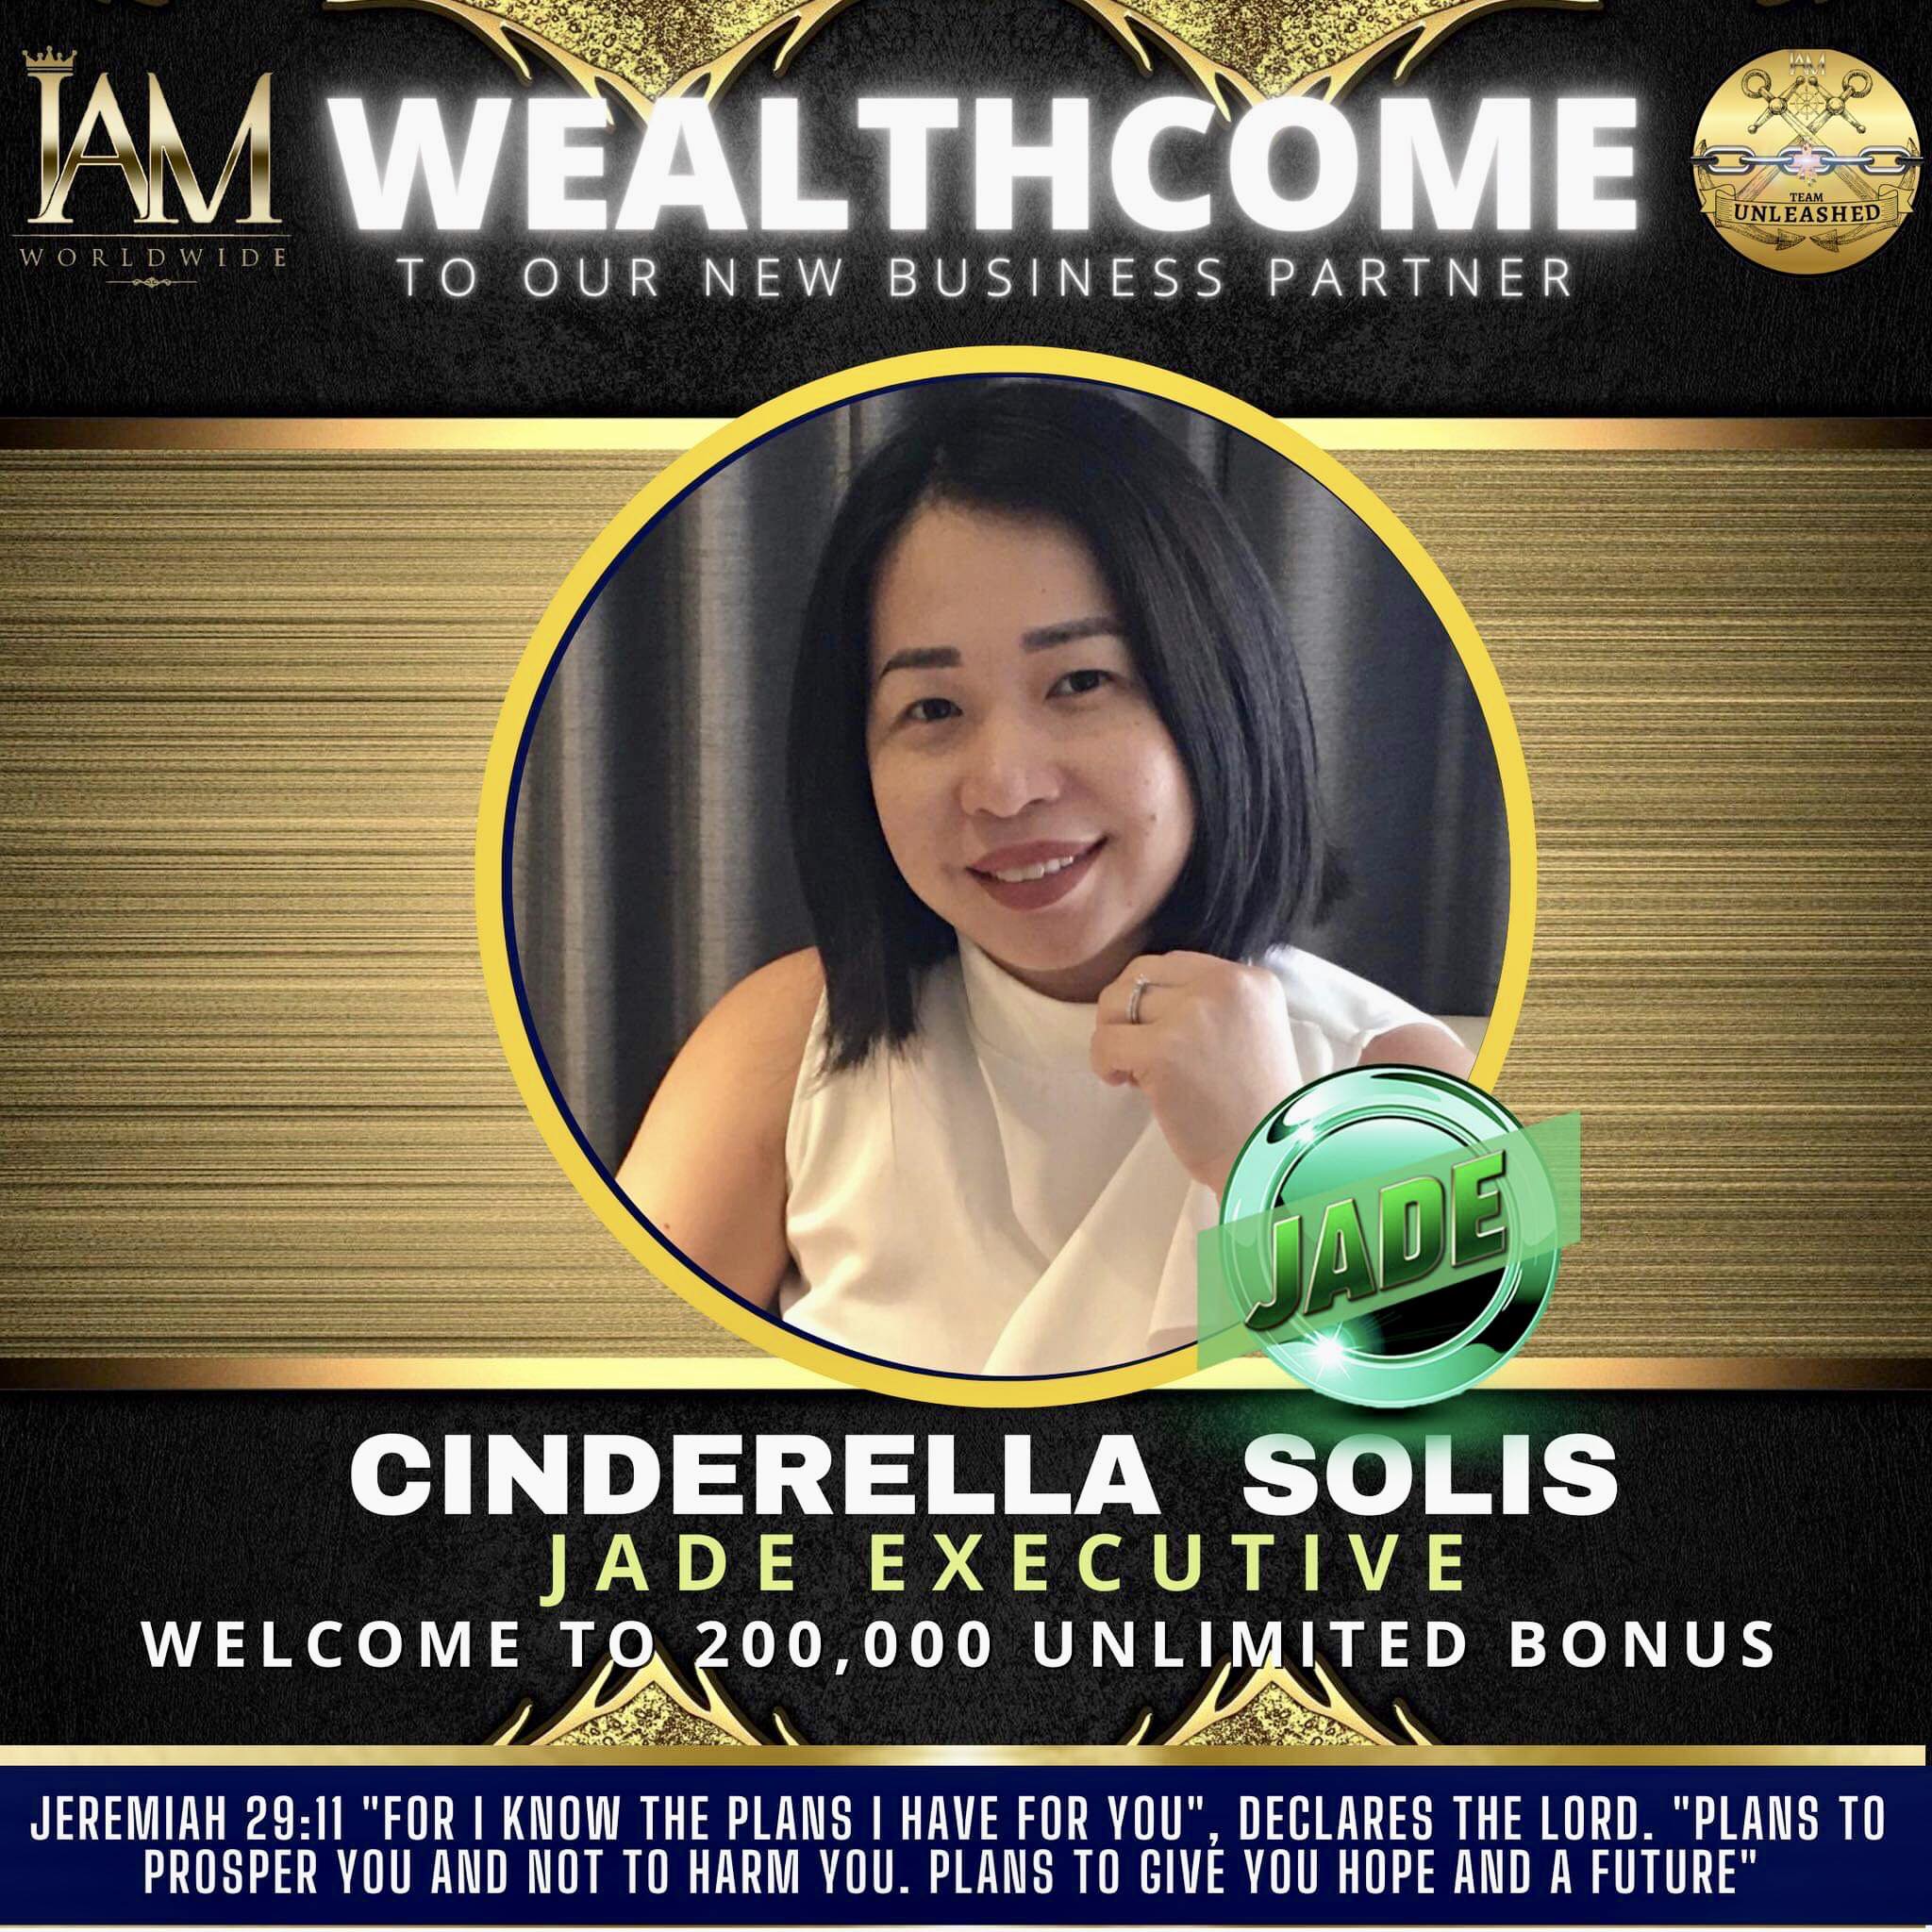 IAM
WORLDWIDE
WEALTHCOME
TO OUR NEW BUSINESS PARTNER
IAM
TEAM
UNLEASHED
JADE
CINDERELLA SOLIS
JADE EXECUTIVE
WELCOME TO 200,000 UNLIMITED BONUS
JEREMIAH 29:11 "FOR I KNOW THE PLANS I HAVE FOR YOU", DECLARES THE LORD. "PLANS TO
PROSPER YOU AND NOT TO HARM YOU. PLANS TO GIVE YOU HOPE AND A FUTURE"